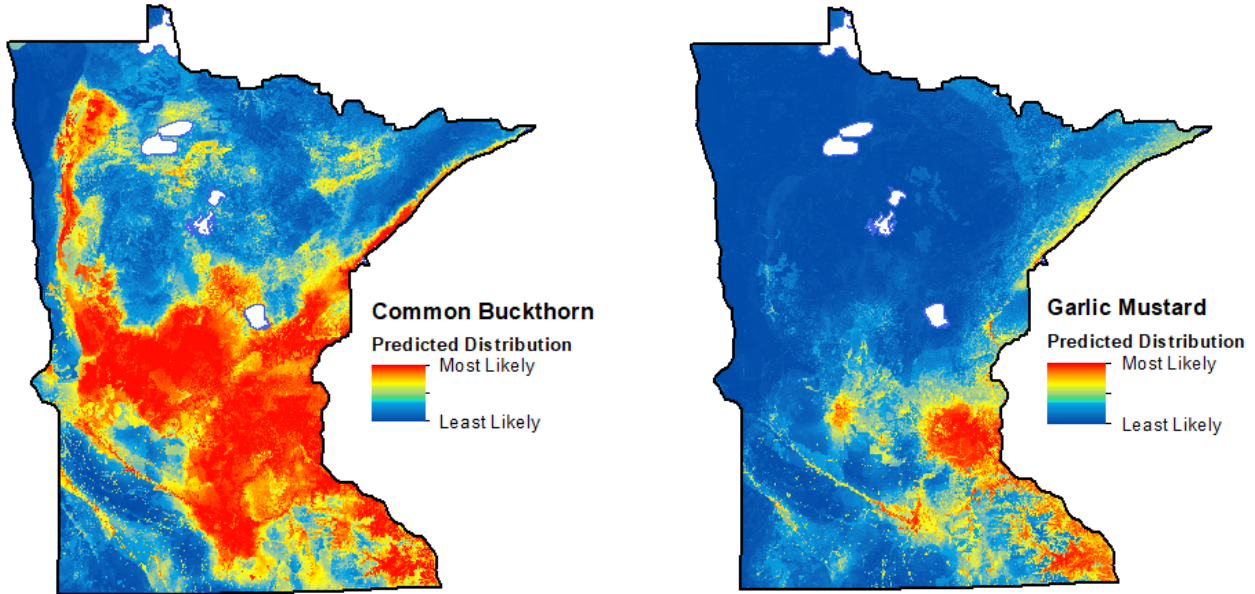 Common Buckthorn
Predicted Distribution
Most Likely
Least Likely
Garlic Mustard
Predicted Distribution
Most Likely
Least Likely